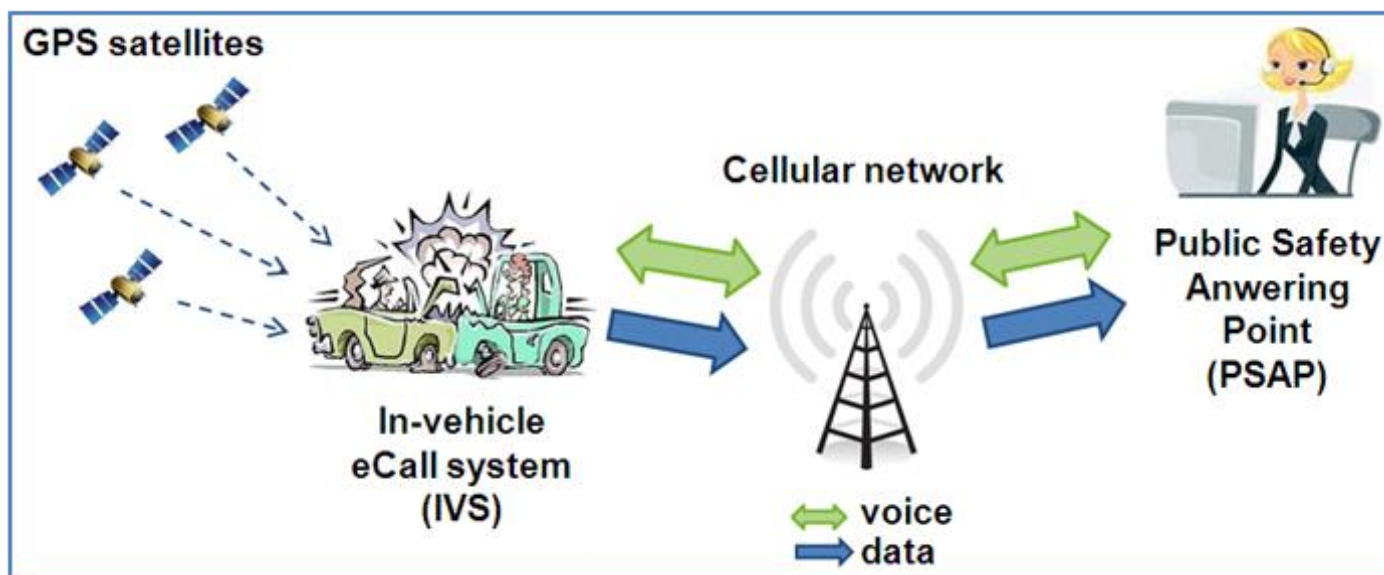 GPS satellites
Cellular network
Public Safety
Anwering
Point
(PSAP)
In-vehicle
eCall system
(IVS)
voice
data